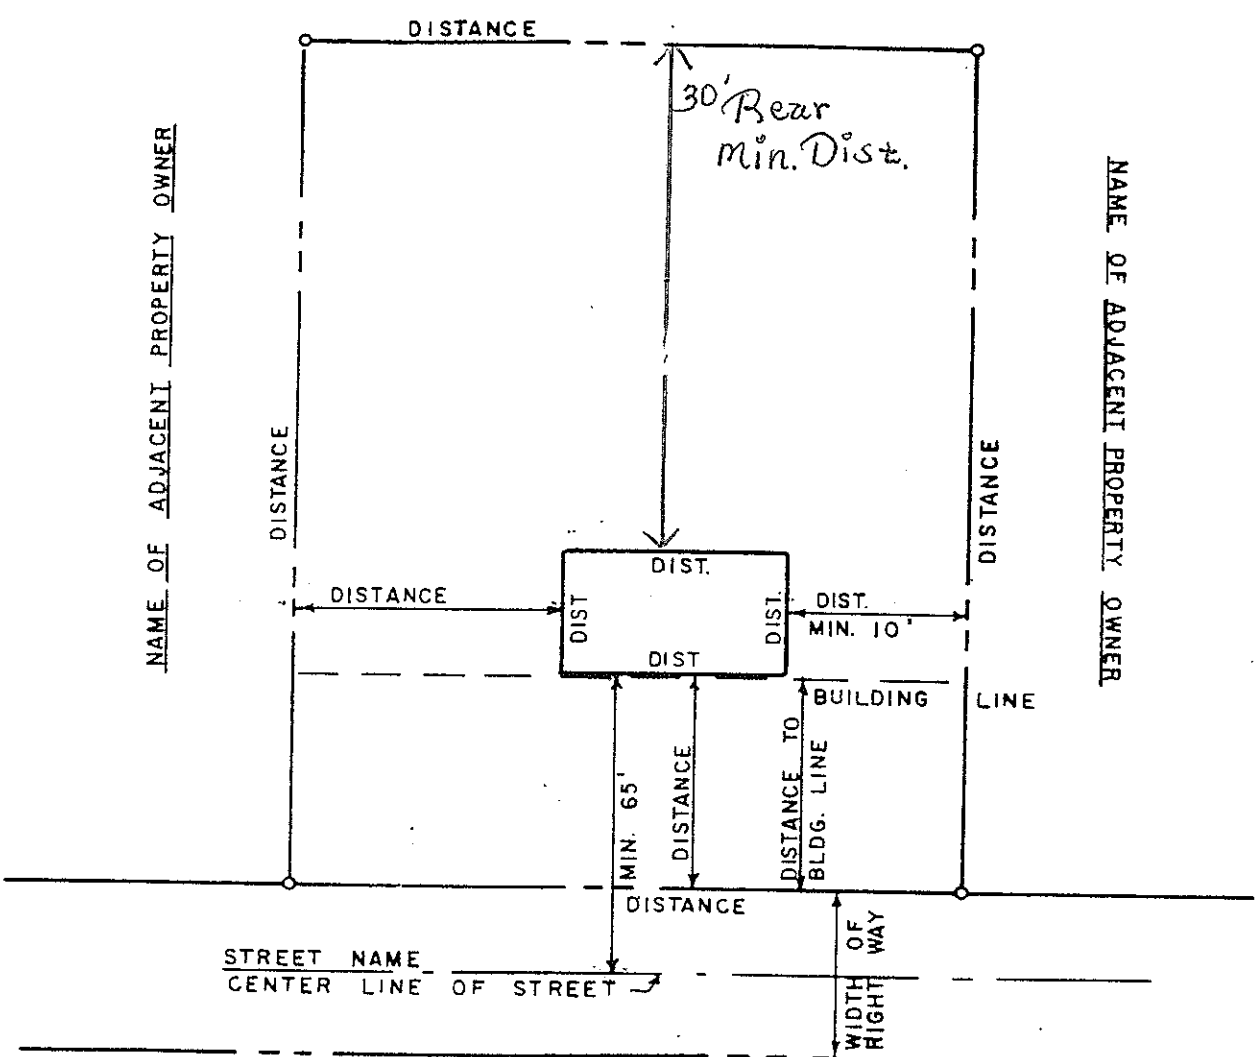 DISTANCE
30' Rear
Min. Dist.
NAME OF ADJACENT PROPERTY OWNER
NAME OF ADJACENT PROPERTY OWNER
DISTANCE
DISTANCE
DIST.
DISTANCE
DIST
DIST.
DIST.
MIN. 10'
DIST
BUILDING LINE
MIN. 65'
DISTANCE
DISTANCE TO
BLDG. LINE
DISTANCE
STREET NAME
CENTER LINE OF STREET
WIDTH OF
RIGHT WAY